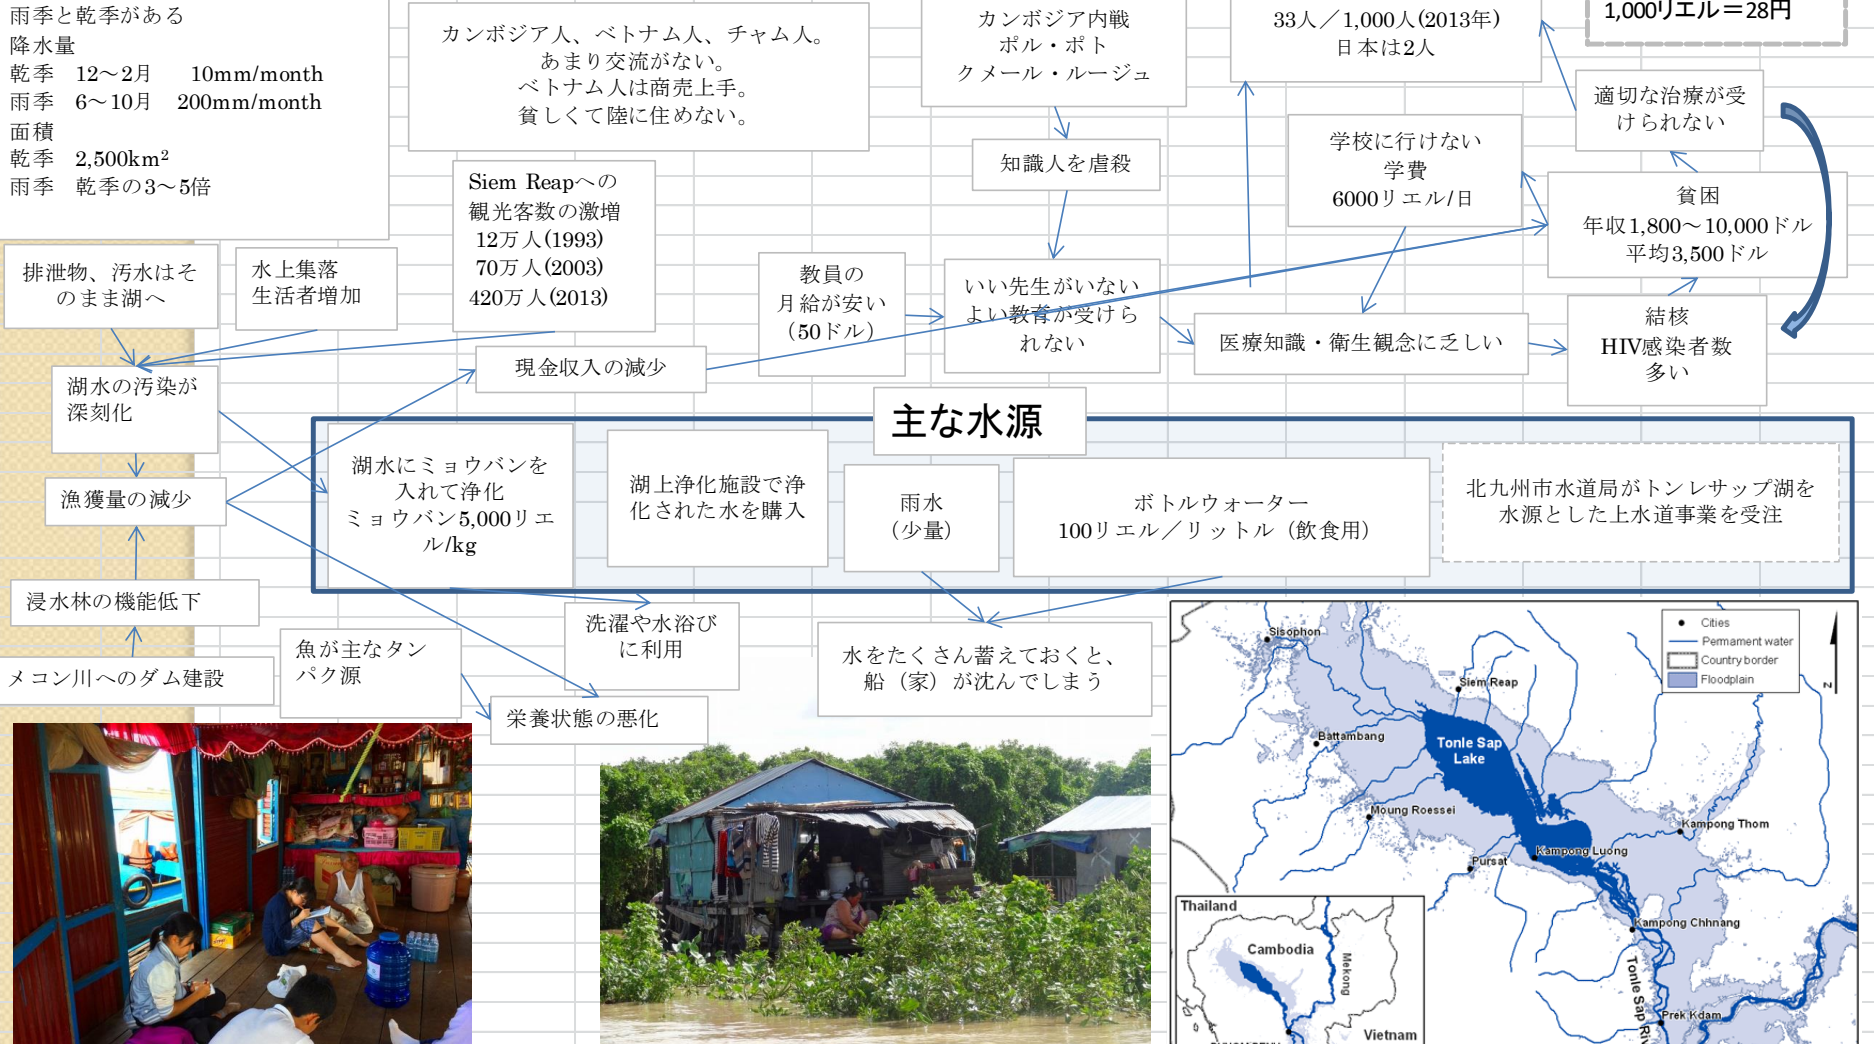 雨季と乾季がある
降水量
乾季 12～2月 10mm/month
雨季 6～10月 200mm/month
面積
乾季 2,500km²
雨季 乾季の3～5倍
カンボジア人、ベトナム人、チャム人。
あまり交流がない。
ベトナム人は商売上手。
貧しくて陸に住めない。
カンボジア内戦
ポル・ポト
クメール・ルージュ
33人／1,000人(2013年)
日本は2人
1,000リエル＝28円
適切な治療が受
けられない
学校に行けない
学費
6000リエル/日
知識人を虐殺
Siem Reapへの
観光客数の激増
12万人(1993)
70万人(2003)
420万人(2013)
貧困
年収1,800～10,000ドル
平均3,500ドル
排泄物、汚水はそ
のまま湖へ
水上集落
生活者増加
教員の
月給が安い
（50ドル）
いい先生がいない
よい教育が受けら
れない
医療知識・衛生観念に乏しい
結核
HIV感染者数
多い
現金収入の減少
湖水の汚染が
深刻化
主な水源
漁獲量の減少
湖水にミョウバンを
入れて浄化
ミョウバン5,000リエ
ル/kg
湖上浄化施設で浄
化された水を購入
雨水
（少量）
ボトルウォーター
100リエル／リットル（飲食用）
北九州市水道局がトンレサップ湖を
水源とした上水道事業を受注
浸水林の機能低下
メコン川へのダム建設
魚が主なタン
パク源
洗濯や水浴び
に利用
栄養状態の悪化
水をたくさん蓄えておくと、
船（家）が沈んでしまう
Cities
Permament water
Country border
Floodplain
N
Sisophon
Siem Reap
Battambang
Tonle Sap
Lake
Moung Roessei
Kampong Thom
Pursat
Kampong Luong
Kampong Chhnang
Tonle Sap Riv
Prek Kdam
Thailand
Cambodia
Mekong
Vietnam